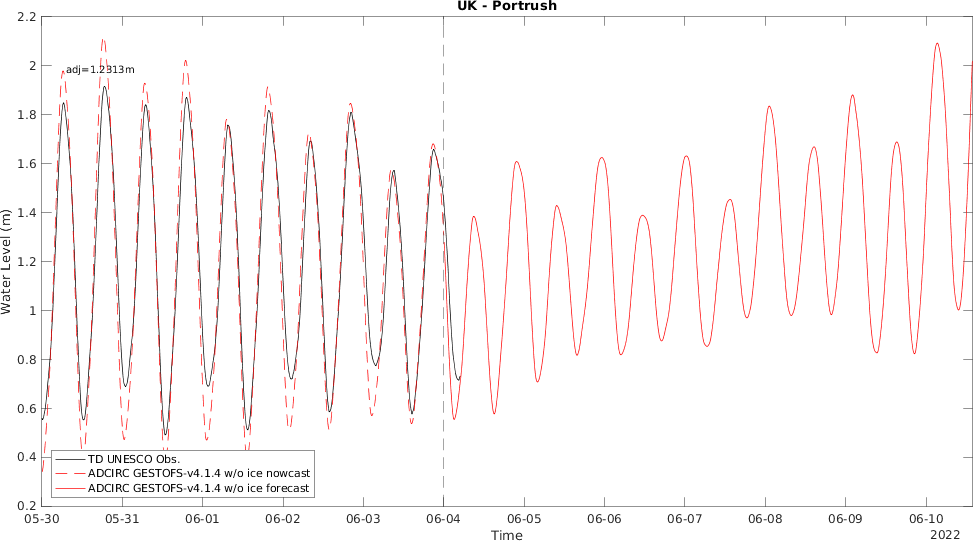 UK - Portrush
2.2
2
1.8
1.6
1.4
1.2
1
0.8
0.6
0.4
0.2
Water Level (m)
adj=1.2313m
TD UNESCO Obs.
ADCIRC GESTOFS-v4.1.4 w/o ice nowcast
ADCIRC GESTOFS-v4.1.4 w/o ice forecast
05-30 05-31 06-01 06-02 06-03 06-04 06-05 06-06 06-07 06-08 06-09 06-10
2022
Time